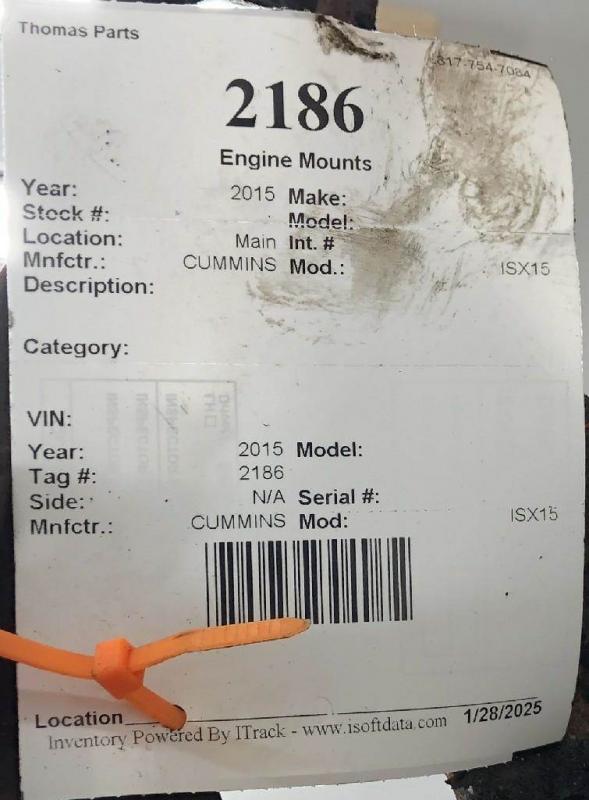 Thomas Parts
817-754-7084
2186
Engine Mounts
Year: 2015 Make:
Stock #: Model:
Location: Main Int. #
Mnfctr.: CUMMINS Mod.: ISX15
Description:
Category:
VIN:
Year: 2015 Model:
Tag #: 2186
Side: N/A Serial #:
Mnfctr.: CUMMINS Mod: ISX15
Location 1/28/2025
Inventory Powered By ITrack - www.isoftdata.com